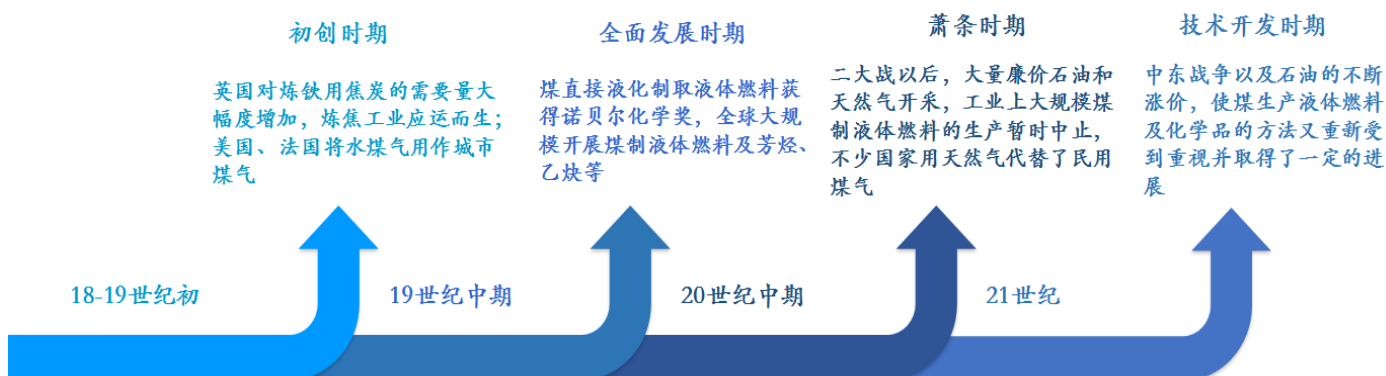 初创时期
英国对炼铁用焦炭的需要量大
幅度增加，炼焦工业应运而生；
美国、法国将水煤气用作城市
煤气
全面发展时期
煤直接液化制取液体燃料获
得诺贝尔化学奖，全球大规
模开展煤制液体燃料及芳烃、
乙炔等
萧条时期
二大战以后，大量廉价石油和
天然气开采，工业上大规模煤
制液体燃料的生产暂时中止，
不少国家用天然气代替了民用
煤气
技术开发时期
中东战争以及石油的不断
涨价，使煤生产液体燃料
及化学品的方法又重新受
到重视并取得了一定的进
展
18-19世纪初
19世纪中期
20世纪中期
21世纪